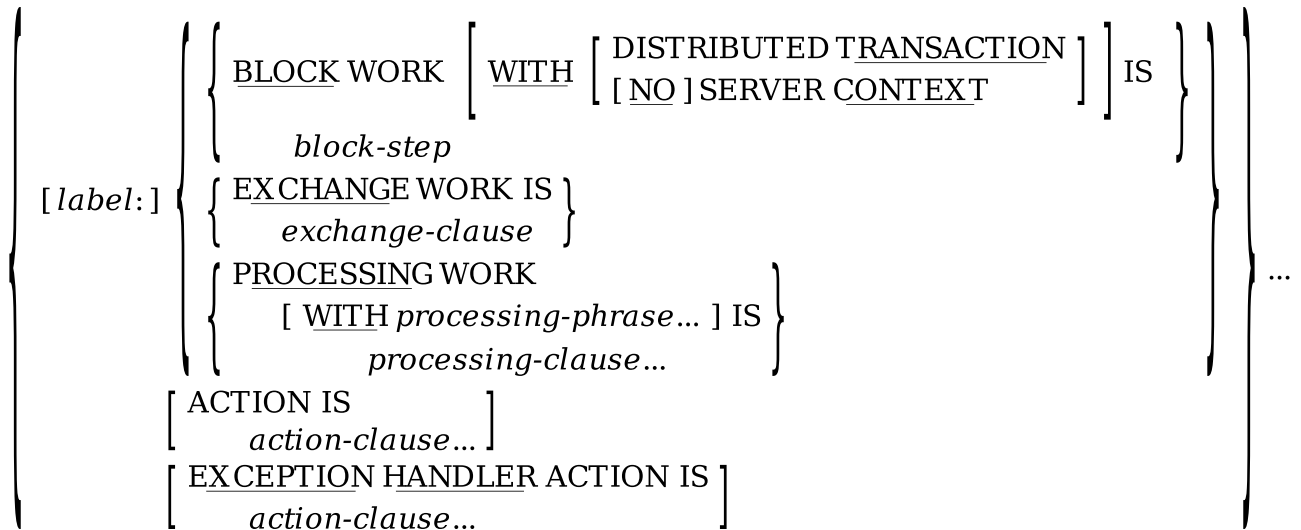 BLOCK WORK [ WITH [ DISTRIBUTED TRANSACTION
[ NO ] SERVER CONTEXT ] ] IS
block-step
[ label: ] EXCHANGE WORK IS
exchange-clause
PROCESSING WORK
[ WITH processing-phrase... ] IS
...
processing-clause...
[ ACTION IS
action-clause... ]
[ EXCEPTION HANDLER ACTION IS
action-clause... ]